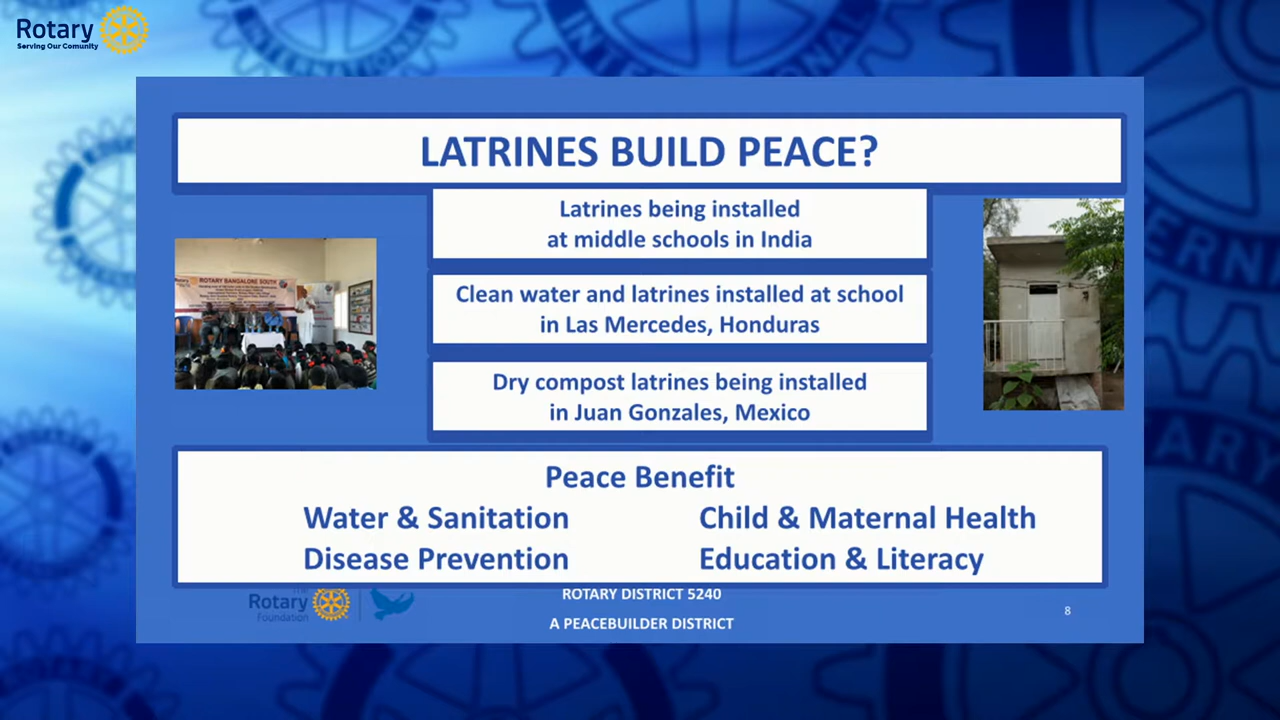 Rotary
Serving Our Comunity
LATRINES BUILD PEACE?
Latrines being installed
at middle schools in India
Clean water and latrines installed at school
in Las Mercedes, Honduras
Dry compost latrines being installed
in Juan Gonzales, Mexico
ROTARY BANGALORE SOUTH
Peace Benefit
Water & Sanitation
Child & Maternal Health
Disease Prevention
Education & Literacy
The
Rotary
Foundation
ROTARY DISTRICT 5240
A PEACEBUILDER DISTRICT
8